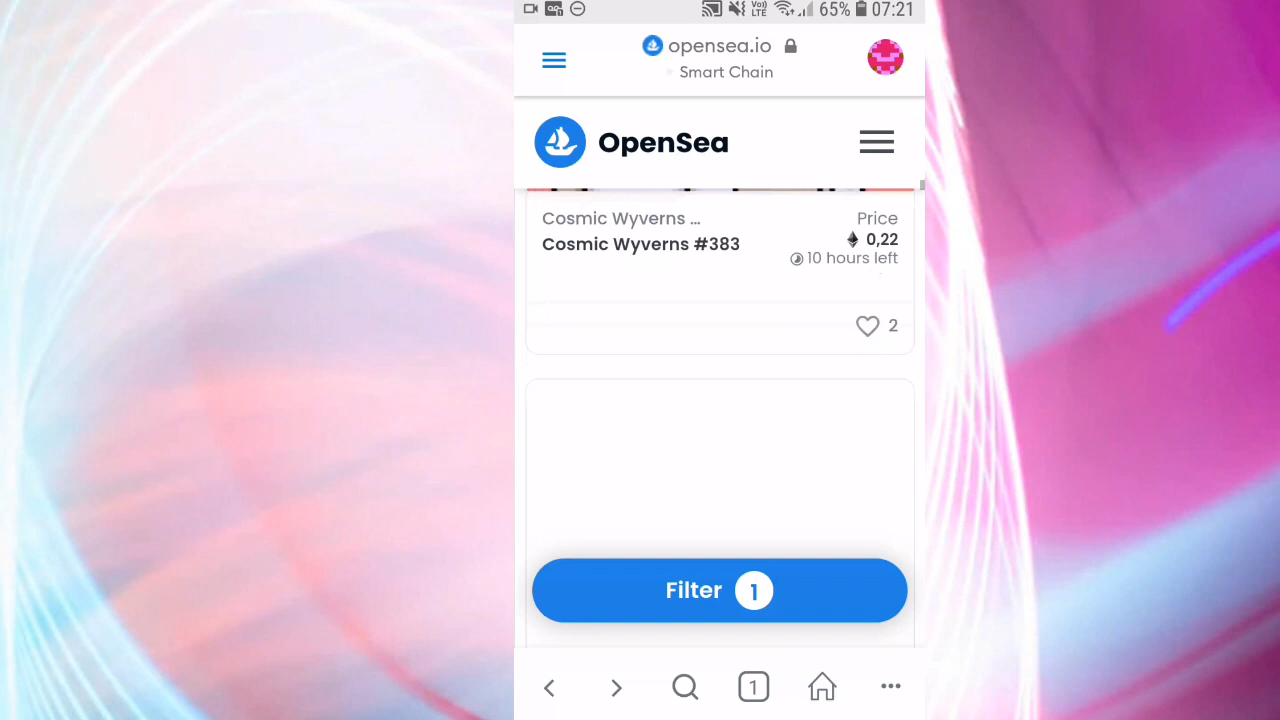 65% 07:21
opensea.io
Smart Chain
OpenSea
Cosmic Wyverns ...
Price
Cosmic Wyverns #383
0,22
10 hours left
2
Filter 1
1